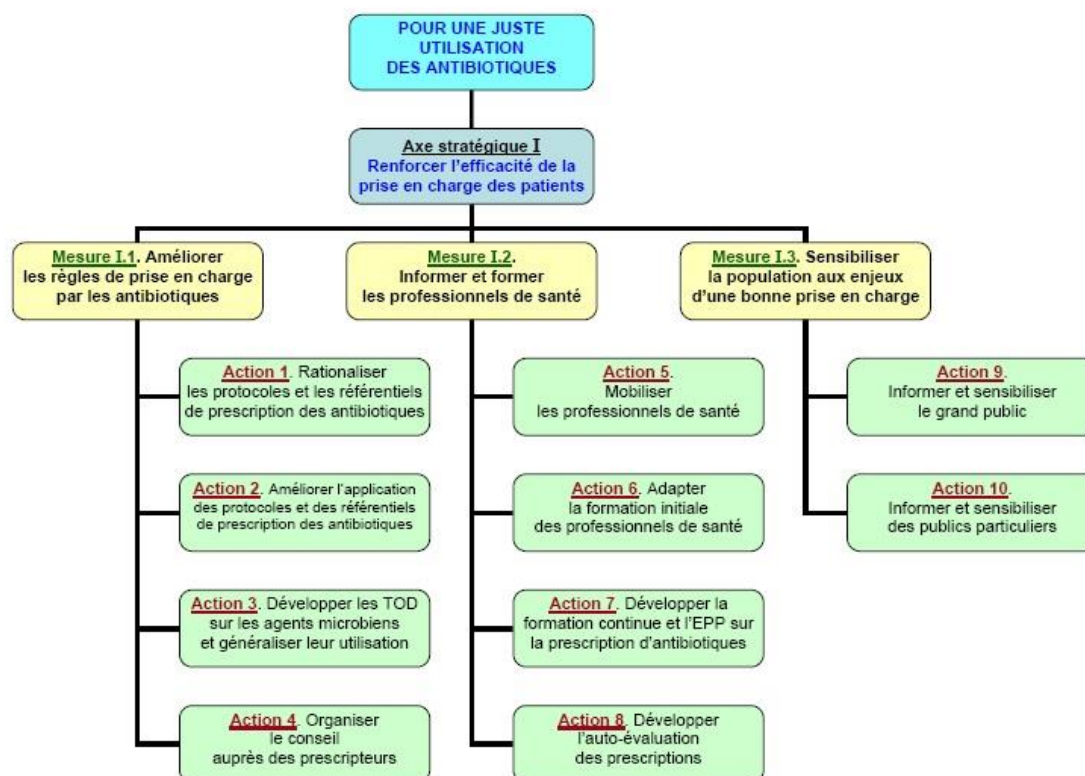 POUR UNE JUSTE
UTILISATION
DES ANTIBIOTIQUES
Axe stratégique I
Renforcer l'efficacité de la
prise en charge des patients
Mesure I.1. Améliorer
les règles de prise en charge
par les antibiotiques
Mesure I.2.
Informer et former
les professionnels de santé
Mesure I.3. Sensibiliser
la population aux enjeux
d'une bonne prise en charge
Action 1. Rationaliser
les protocoles et les référentiels
de prescription des antibiotiques
Action 2. Améliorer l'application
des protocoles et des référentiels
de prescription des antibiotiques
Action 3. Développer les TOD
sur les agents microbiens
et généraliser leur utilisation
Action 4. Organiser
le conseil
auprès des prescripteurs
Action 5.
Mobiliser
les professionnels de santé
Action 6. Adapter
la formation initiale
des professionnels de santé
Action 7. Développer la
formation continue et l'EPP sur
la prescription d'antibiotiques
Action 8. Développer
l'auto-évaluation
des prescriptions
Action 9.
Informer et sensibiliser
le grand public
Action 10.
Informer et sensibiliser
des publics particuliers